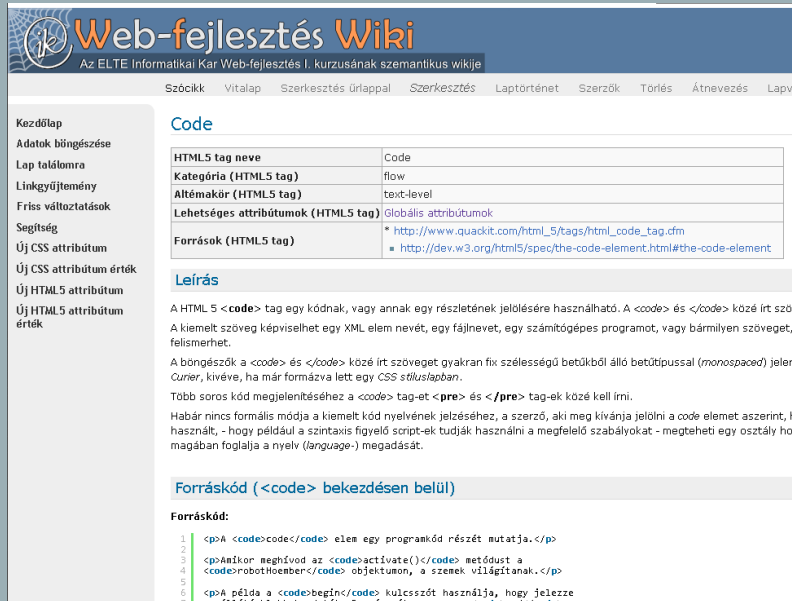 Web-fejlesztés Wiki
Az ELTE Informatikai Kar Web-fejlesztés I. kurzusának szemantikus wikije
Szócikk Vitalap Szerkesztés űrlappal Szerkesztés Laptörténet Szerzők Törlés Átnevezés Lapv
Kezdőlap
Adatok böngészése
Lap találomra
Linkgyűjtemény
Friss változtatások
Segítség
Új CSS attribútum
Új CSS attribútum érték
Új HTML5 attribútum
Új HTML5 attribútum
érték
Code
HTML5 tag neve Code
Kategória (HTML5 tag) flow
Altémakör (HTML5 tag) text-level
Lehetséges attribútumok (HTML5 tag) Globális attribútumok
Források (HTML5 tag) * http://www.quackit.com/html_5/tags/html_code_tag.cfm
http://dev.w3.org/html5/spec/the-code-element.html#the-code-element
Leírás
A HTML 5 <code> tag egy kódnak, vagy annak egy részletének jelölésére használható. A <code> és </code> közé írt szö
A kiemelt szöveg képviselhet egy XML elem nevét, egy fájlnevet, egy számítógépes programot, vagy bármilyen szöveget,
felismerhet.
A böngészők a <code> és </code> közé írt szöveget gyakran fix szélességű betűkből álló betűtípussal (monospaced) jelen
Curier, kivéve, ha már formázva lett egy CSS stíluslapban.
Több soros kód megjelenítéséhez a <code> tag-et <pre> és </pre> tag-ek közé kell írni.
Habár nincs formális módja a kiemelt kód nyelvének jelzéséhez, a szerző, aki meg kívánja jelölni a code elemet aszerint, h
használt, - hogy például a szintaxis figyelő script-ek tudják használni a megfelelő szabályokat - megteheti egy osztály ho
magában foglalja a nyelv (language-) megadását.
Forráskód (<code> bekezdésen belül)
Forráskód:
1 <p>A <code>code</code> elem egy programkód részét mutatja.</p>
2
3 <p>Amikor meghívod az <code>activate()</code> metódust a
4 <code>robotHoember</code> objektumon, a szemek világítanak.</p>
5
6 <p>A példa a <code>begin</code> kulcsszót használja, hogy jelezze